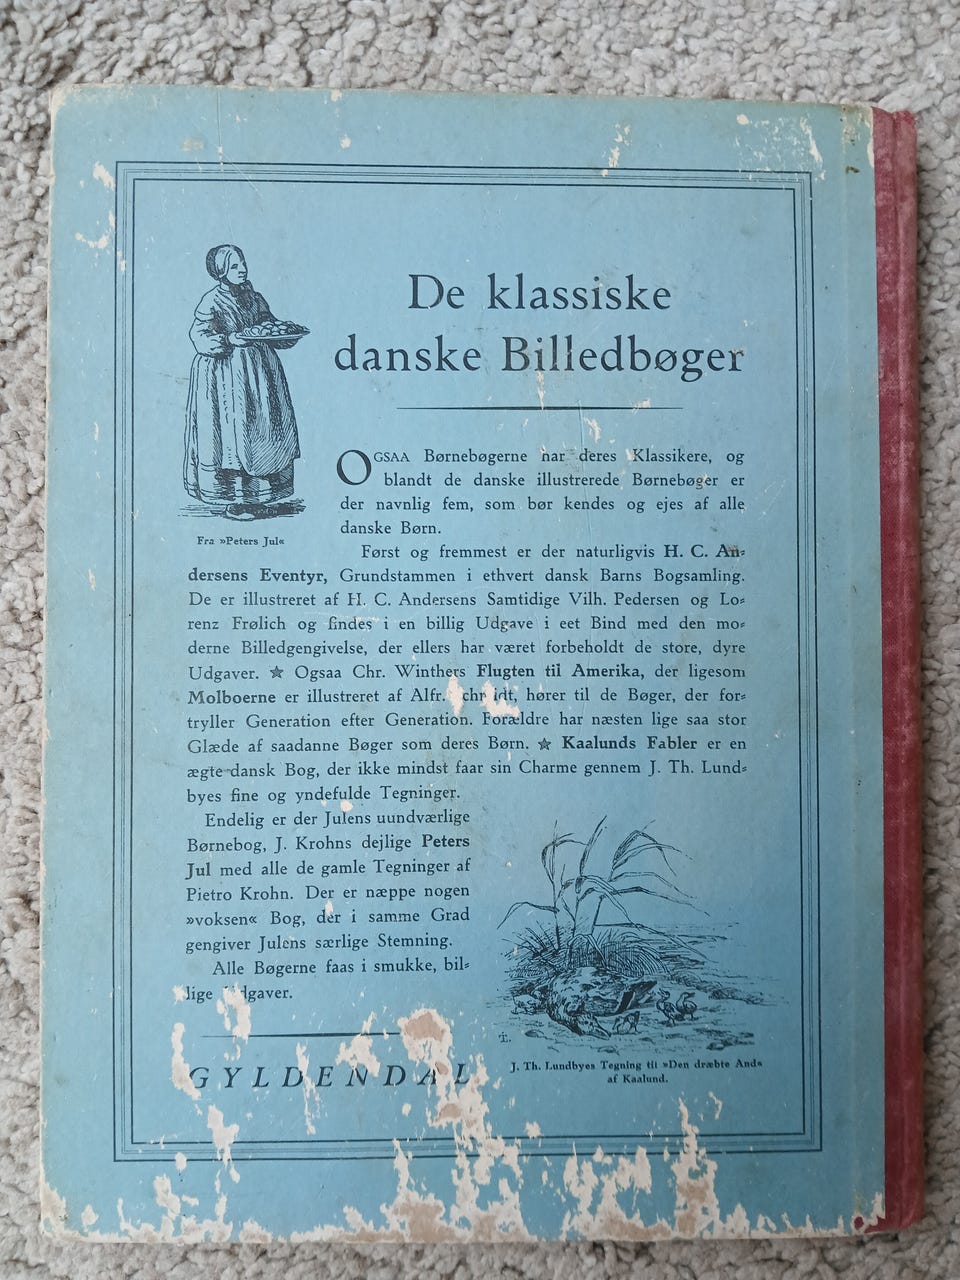 De klassiske
danske Billedbøger
OGSAA Børnebøgerne har deres Klassikere, og
blandt de danske illustrerede Børnebøger er
der navnlig fem, som bør kendes og ejes af alle
danske Børn.
Fra »Peters Jul«
Først og fremmest er der naturligvis H. C. An-
dersens Eventyr, Grundstammen i ethvert dansk Barns Bogsamling.
De er illustreret af H. C. Andersens Samtidige Vilh. Pedersen og Lo-
renz Frølich og findes i en billig Udgave i eet Bind med den mo-
derne Billedgengivelse, der ellers har været forbeholdt de store, dyre
Udgaver. ★ Ogsaa Chr. Winthers Flugten til Amerika, der ligesom
Molboerne er illustreret af Alfr. Schmidt, hører til de Bøger, der for-
tryller Generation efter Generation. Forældre har næsten lige saa stor
Glæde af saadanne Bøger som deres Børn. ★ Kaalunds Fabler er en
ægte dansk Bog, der ikke mindst faar sin Charme gennem J. Th. Lund-
byes fine og yndefulde Tegninger.
Endelig er der Julens uundværlige
Børnebog, J. Krohns dejlige Peters
Jul med alle de gamle Tegninger af
Pietro Krohn. Der er næppe nogen
»voksen« Bog, der i samme Grad
gengiver Julens særlige Stemning.
Alle Bøgerne faas i smukke, bil-
lige Udgaver.
GYLDENDAL
J. Th. Lundbyes Tegning til »Den dræbte And«
af Kaalund.